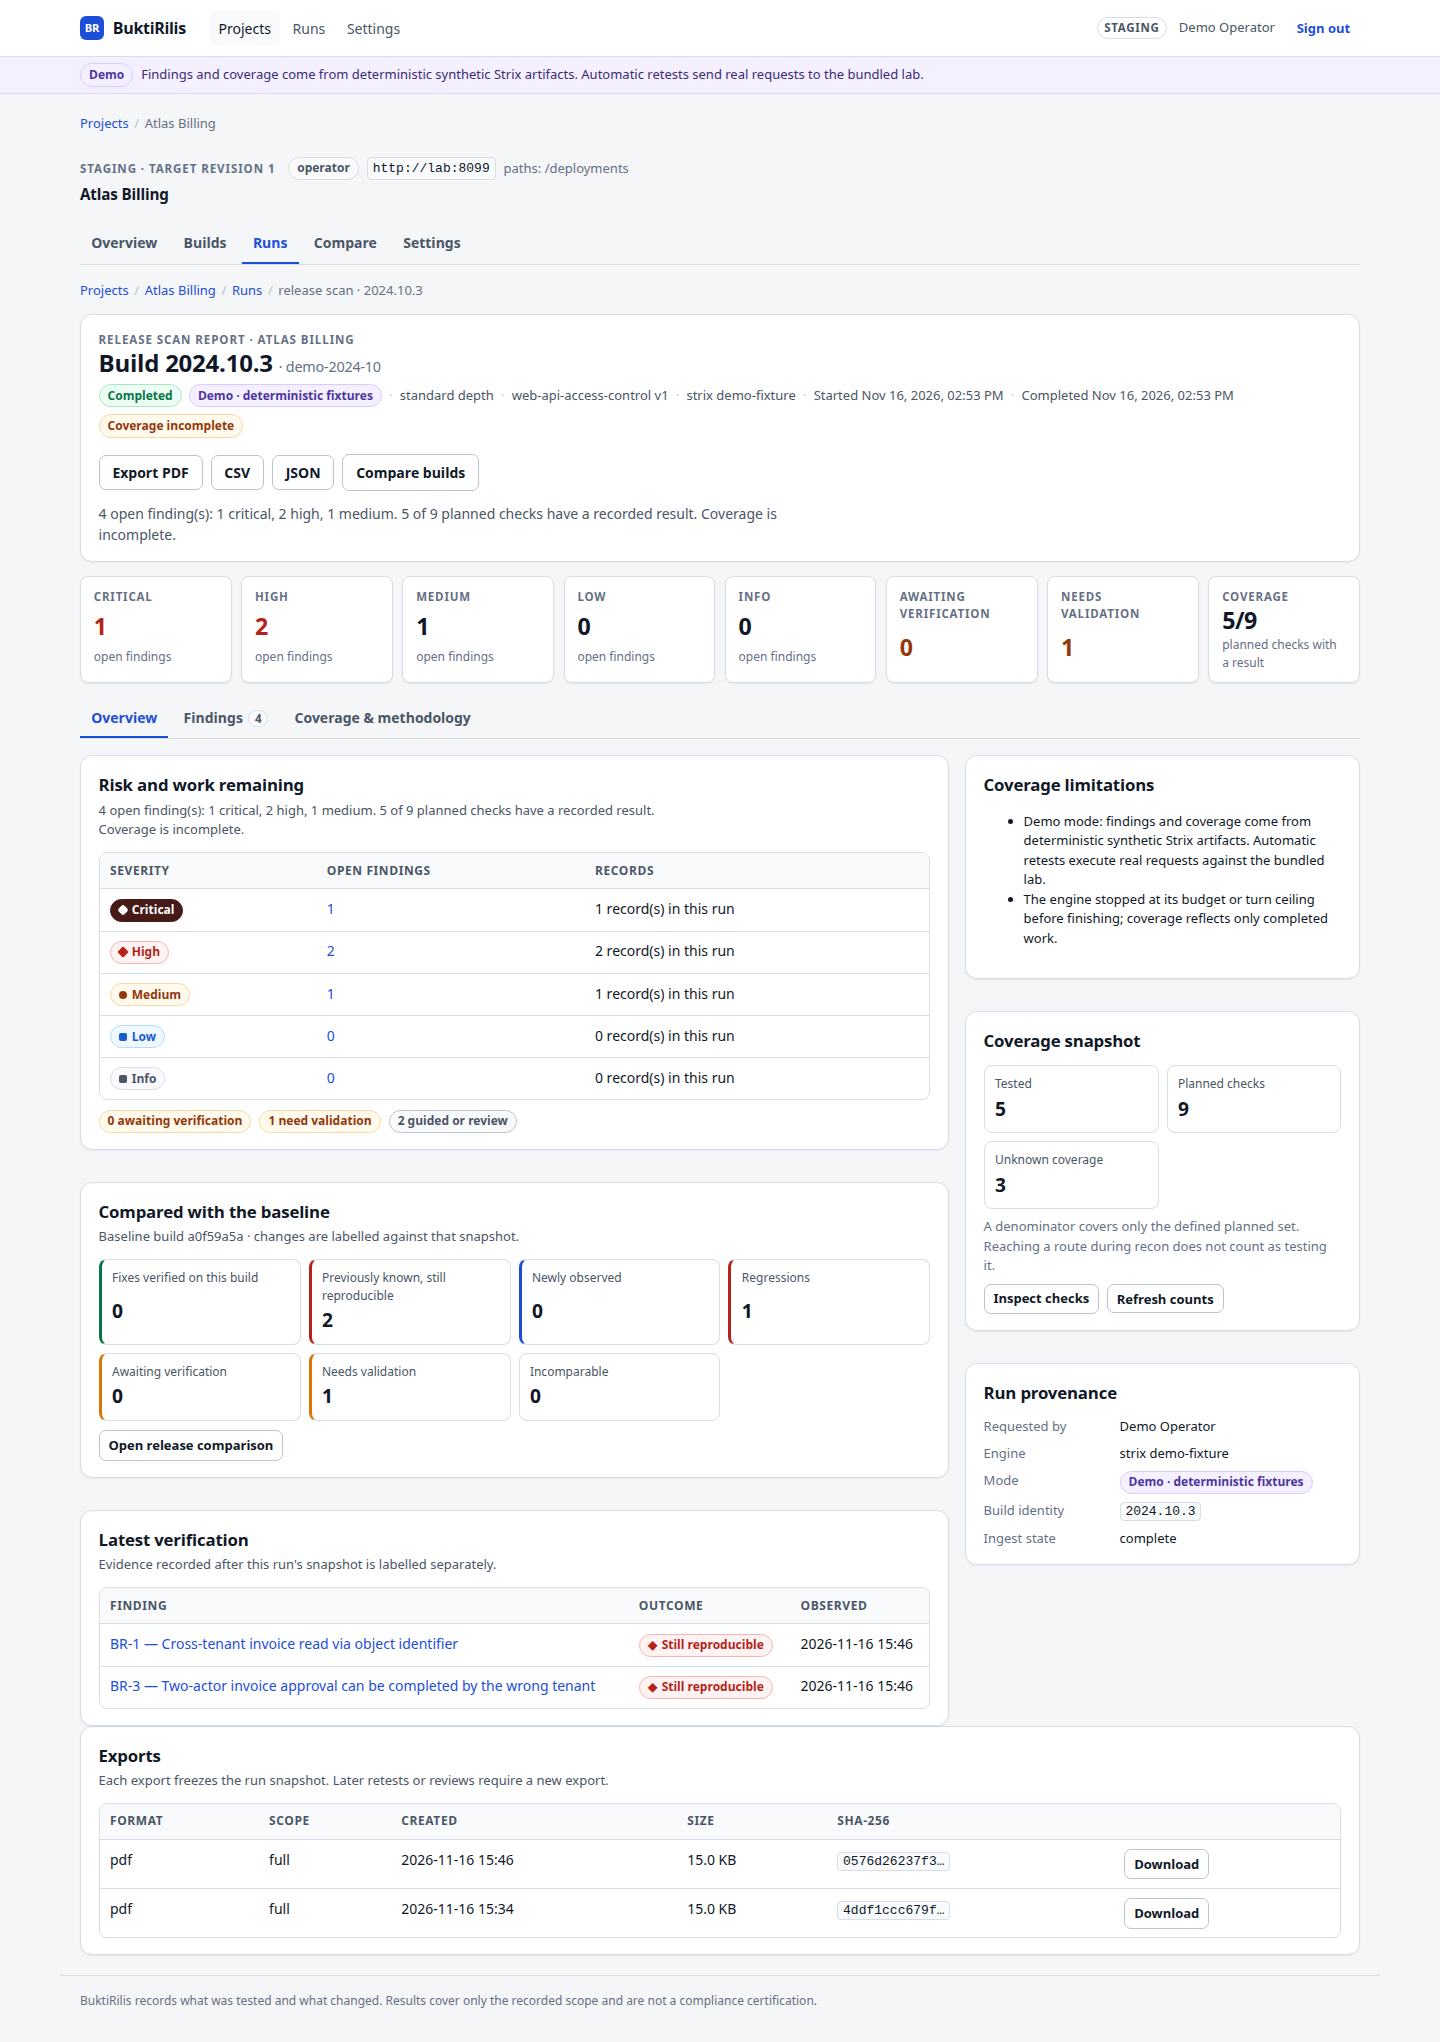 BR BuktiRilis Projects Runs Settings STAGING Demo Operator Sign out
Demo Findings and coverage come from deterministic synthetic Strix artifacts. Automatic retests send real requests to the bundled lab.
Projects / Atlas Billing
STAGING · TARGET REVISION 1 operator http://lab:8099 paths: /deployments
Atlas Billing
Overview Builds Runs Compare Settings
Projects / Atlas Billing / Runs / release scan · 2024.10.3
RELEASE SCAN REPORT · ATLAS BILLING
Build 2024.10.3 · demo-2024-10
Completed Demo · deterministic fixtures · standard depth · web-api-access-control v1 · strix demo-fixture · Started Nov 16, 2026, 02:53 PM · Completed Nov 16, 2026, 02:53 PM
Coverage incomplete
Export PDF CSV JSON Compare builds
4 open finding(s): 1 critical, 2 high, 1 medium. 5 of 9 planned checks have a recorded result. Coverage is
incomplete.
CRITICAL
1
open findings
HIGH
2
open findings
MEDIUM
1
open findings
LOW
0
open findings
INFO
0
open findings
AWAITING
VERIFICATION
0
NEEDS
VALIDATION
1
COVERAGE
5/9
planned checks with
a result
Overview Findings 4 Coverage & methodology
Risk and work remaining
4 open finding(s): 1 critical, 2 high, 1 medium. 5 of 9 planned checks have a recorded result.
Coverage is incomplete.
SEVERITY OPEN FINDINGS RECORDS
Critical 1 1 record(s) in this run
High 2 2 record(s) in this run
Medium 1 1 record(s) in this run
Low 0 0 record(s) in this run
Info 0 0 record(s) in this run
0 awaiting verification 1 need validation 2 guided or review
Compared with the baseline
Baseline build a0f59a5a · changes are labelled against that snapshot.
Fixes verified on this build
0
Previously known, still
reproducible
2
Newly observed
0
Regressions
1
Awaiting verification
0
Needs validation
1
Incomparable
0
Open release comparison
Latest verification
Evidence recorded after this run's snapshot is labelled separately.
FINDING OUTCOME OBSERVED
BR-1 — Cross-tenant invoice read via object identifier Still reproducible 2026-11-16 15:46
BR-3 — Two-actor invoice approval can be completed by the wrong tenant Still reproducible 2026-11-16 15:46
Coverage limitations
• Demo mode: findings and coverage come from
deterministic synthetic Strix artifacts. Automatic
retests execute real requests against the bundled
lab.
• The engine stopped at its budget or turn ceiling
before finishing; coverage reflects only completed
work.
Coverage snapshot
Tested
5
Planned checks
9
Unknown coverage
3
A denominator covers only the defined planned set.
Reaching a route during recon does not count as testing
it.
Inspect checks Refresh counts
Run provenance
Requested by Demo Operator
Engine strix demo-fixture
Mode Demo · deterministic fixtures
Build identity 2024.10.3
Ingest state complete
Exports
Each export freezes the run snapshot. Later retests or reviews require a new export.
FORMAT SCOPE CREATED SIZE SHA-256
pdf full 2026-11-16 15:46 15.0 KB 0576d26237f3… Download
pdf full 2026-11-16 15:34 15.0 KB 4ddf1ccc679f… Download
BuktiRilis records what was tested and what changed. Results cover only the recorded scope and are not a compliance certification.